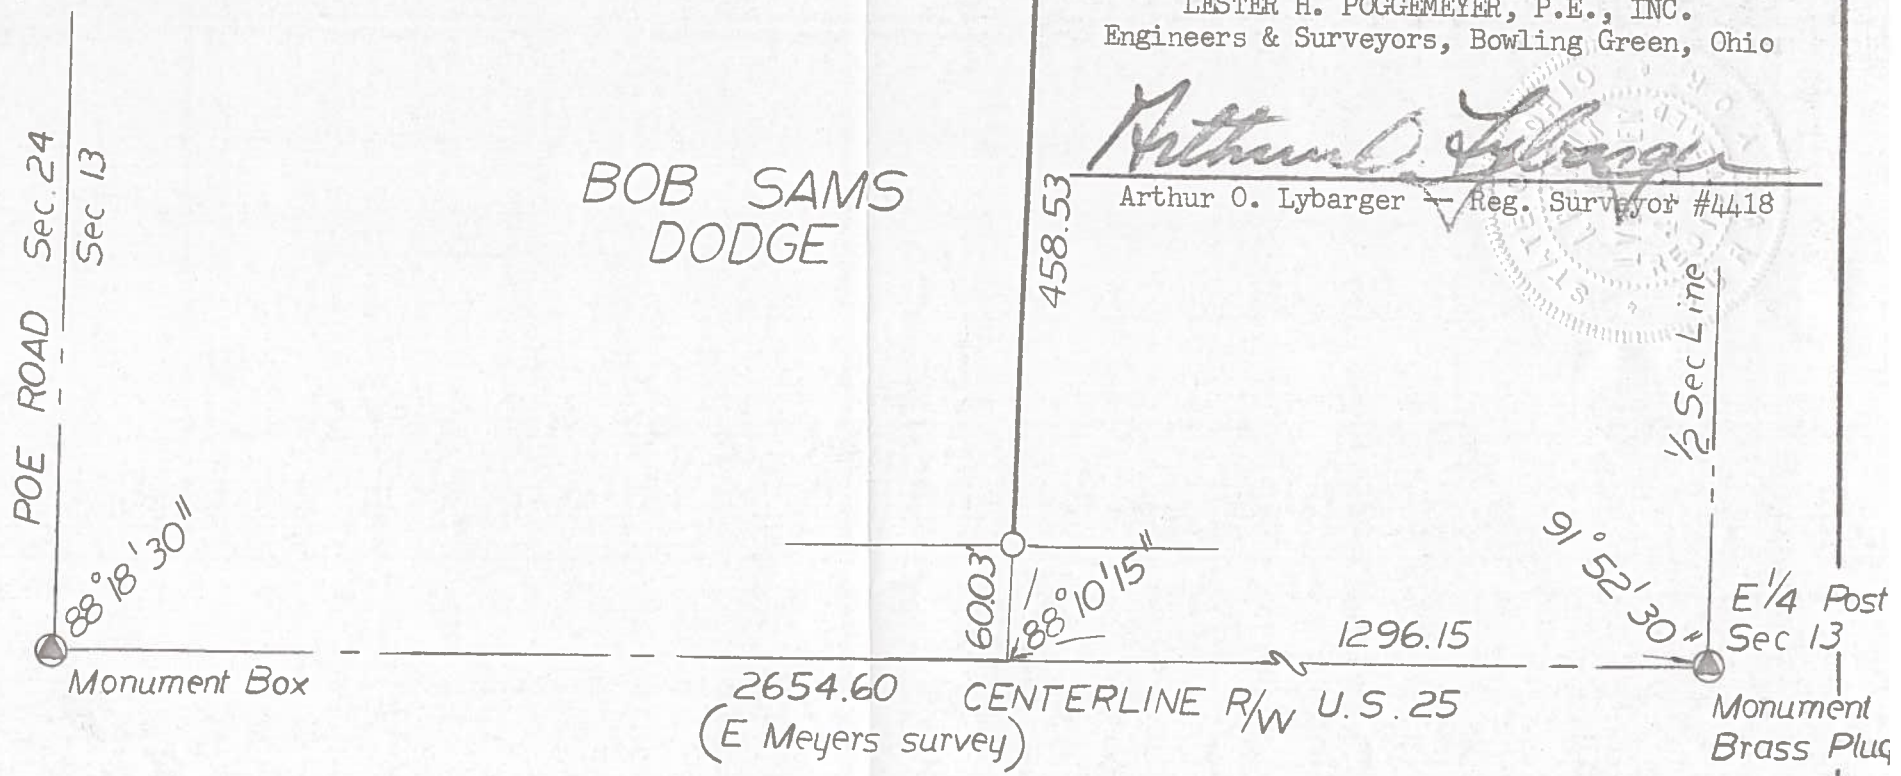 LESTER H. POGGEMEYER, P.E., INC.
Engineers & Surveyors, Bowling Green, Ohio
Arthur O. Lybarger
Arthur O. Lybarger — Reg. Surveyor #4418
POE ROAD Sec. 24
Sec. 13
BOB SAMS
DODGE
458.53
½ Sec Line
88° 18' 30"
60.03'
88° 10' 15"
91° 52' 30"
E ¼ Post
Sec 13
1296.15
Monument Box
2654.60
(E Meyers survey)
CENTERLINE R/W U.S. 25
Monument
Brass Plug